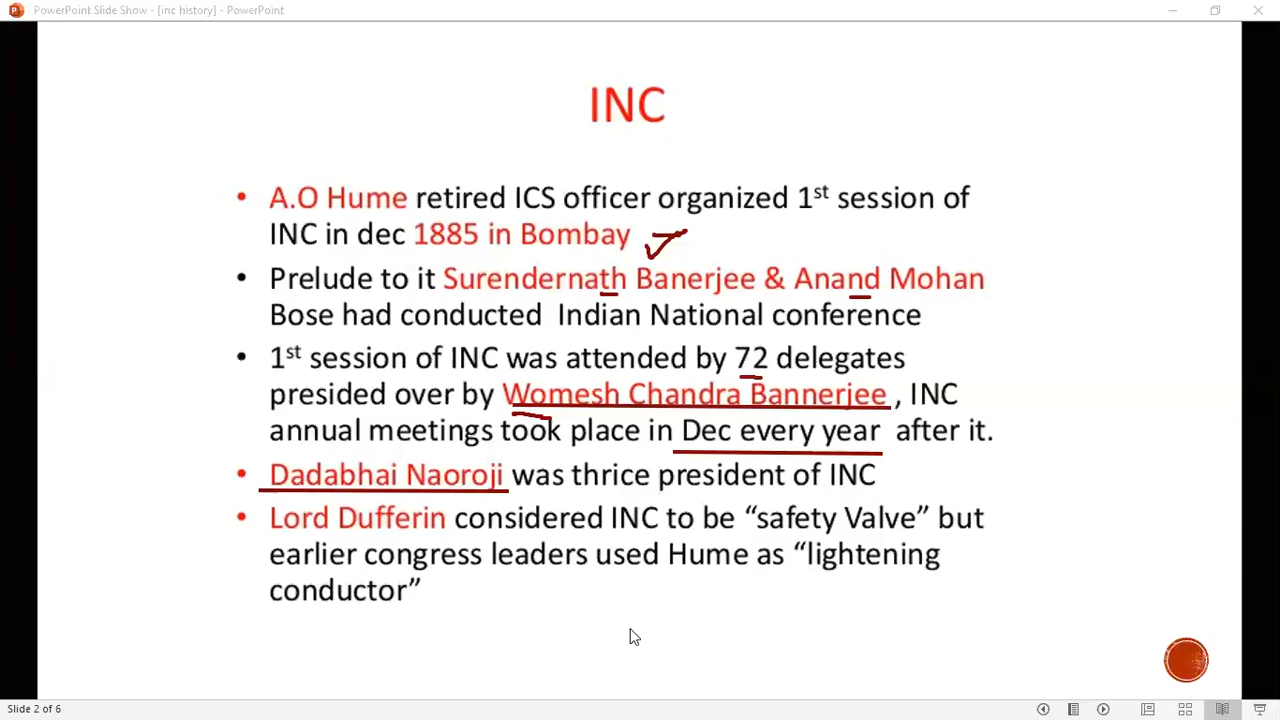 PowerPoint Slide Show - [inc history] - PowerPoint
INC
• A.O Hume retired ICS officer organized 1st session of
INC in dec 1885 in Bombay
• Prelude to it Surendernath Banerjee & Anand Mohan
Bose had conducted Indian National conference
• 1st session of INC was attended by 72 delegates
presided over by Womesh Chandra Bannerjee , INC
annual meetings took place in Dec every year after it.
• Dadabhai Naoroji was thrice president of INC
• Lord Dufferin considered INC to be “safety Valve” but
earlier congress leaders used Hume as “lightening
conductor”
Slide 2 of 6